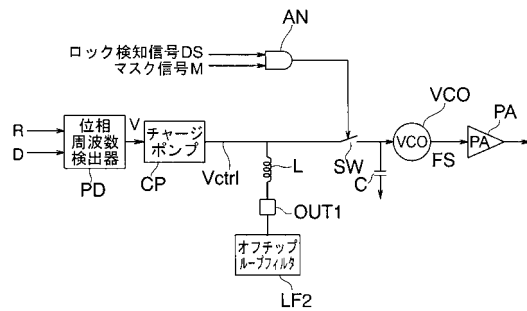 AN
ロック検知信号DS
マスク信号M
VCO
PA
R
D
位相
周波数
検出器
PD
V
チャージ
ポンプ
CP
Vctrl
L
SW
C
VCO
FS
PA
OUT1
オフチップ
ループフィルタ
LF2